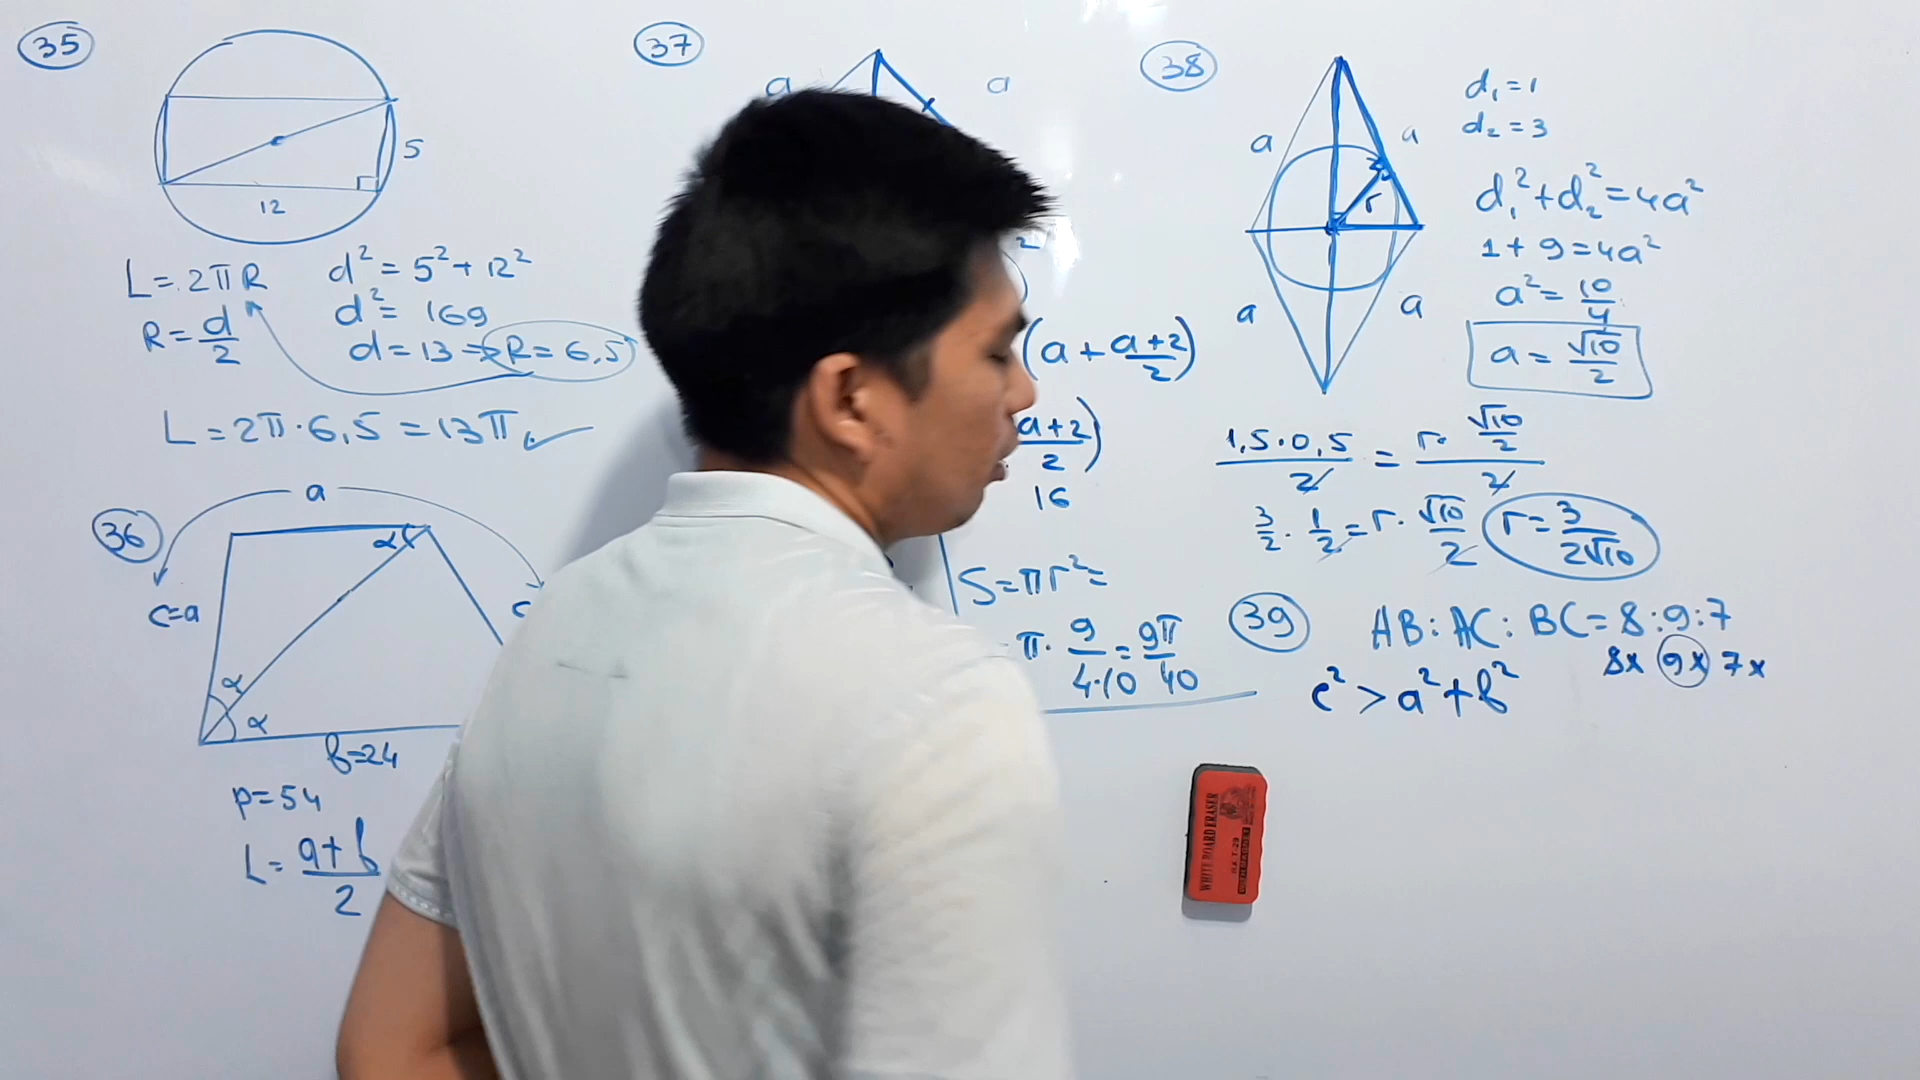 35
5
12
L = 2πR
R = d/2
d² = 5² + 12²
d² = 169
d = 13 → R = 6,5
L = 2π · 6,5 = 13π
36
a
α
c=a
c
α
α
b=24
p=54
L = a+b/2
37
a
a
2
(a + a+2/2)
a+2/2)
16
S=πr²=
π · 9/4·10 = 9π/40
38
a
a
r
a
a
d₁=1
d₂=3
d₁² + d₂² = 4a²
1 + 9 = 4a²
a² = 10/4
a = √10/2
1,5·0,5/2 = r · √10/2/2
3/2 · 1/2 = r · √10/2
r = 3/2√10
39
AB : AC : BC = 8 : 9 : 7
8x 9x 7x
c² > a² + b²
WHITE BOARD ERASER